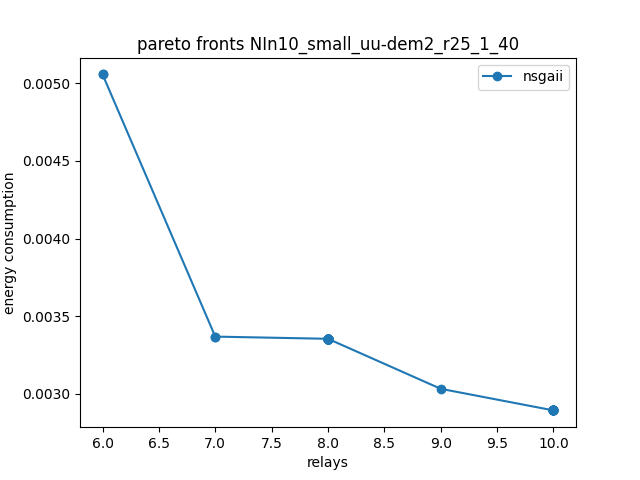 pareto fronts NIn10_small_uu-dem2_r25_1_40
nsgaii
0.0050
0.0045
0.0040
0.0035
0.0030
energy consumption
6.0 6.5 7.0 7.5 8.0 8.5 9.0 9.5 10.0
relays